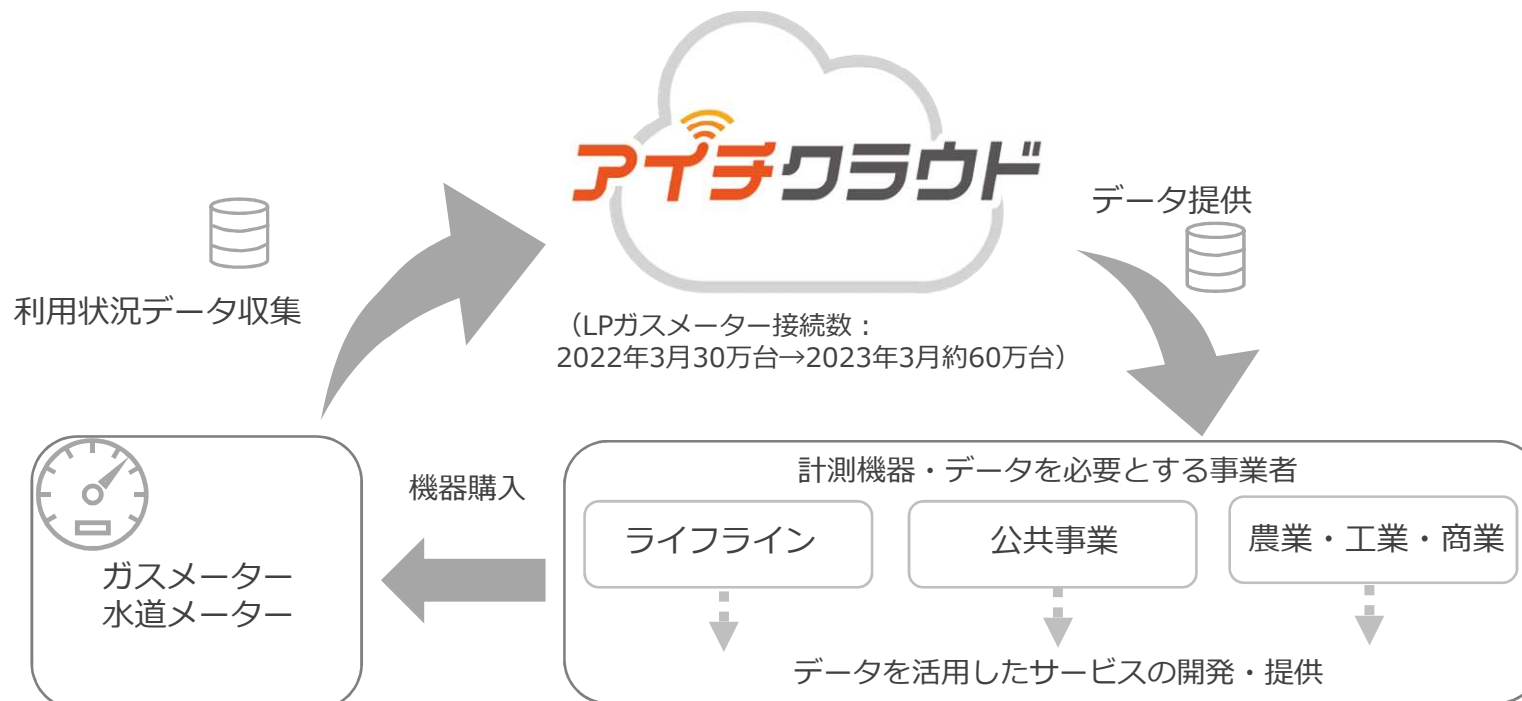 アイチクラウド
データ提供
利用状況データ収集
（LPガスメーター接続数：
2022年3月30万台→2023年3月約60万台）
計測機器・データを必要とする事業者
機器購入
ライフライン
公共事業
農業・工業・商業
ガスメーター
水道メーター
データを活用したサービスの開発・提供